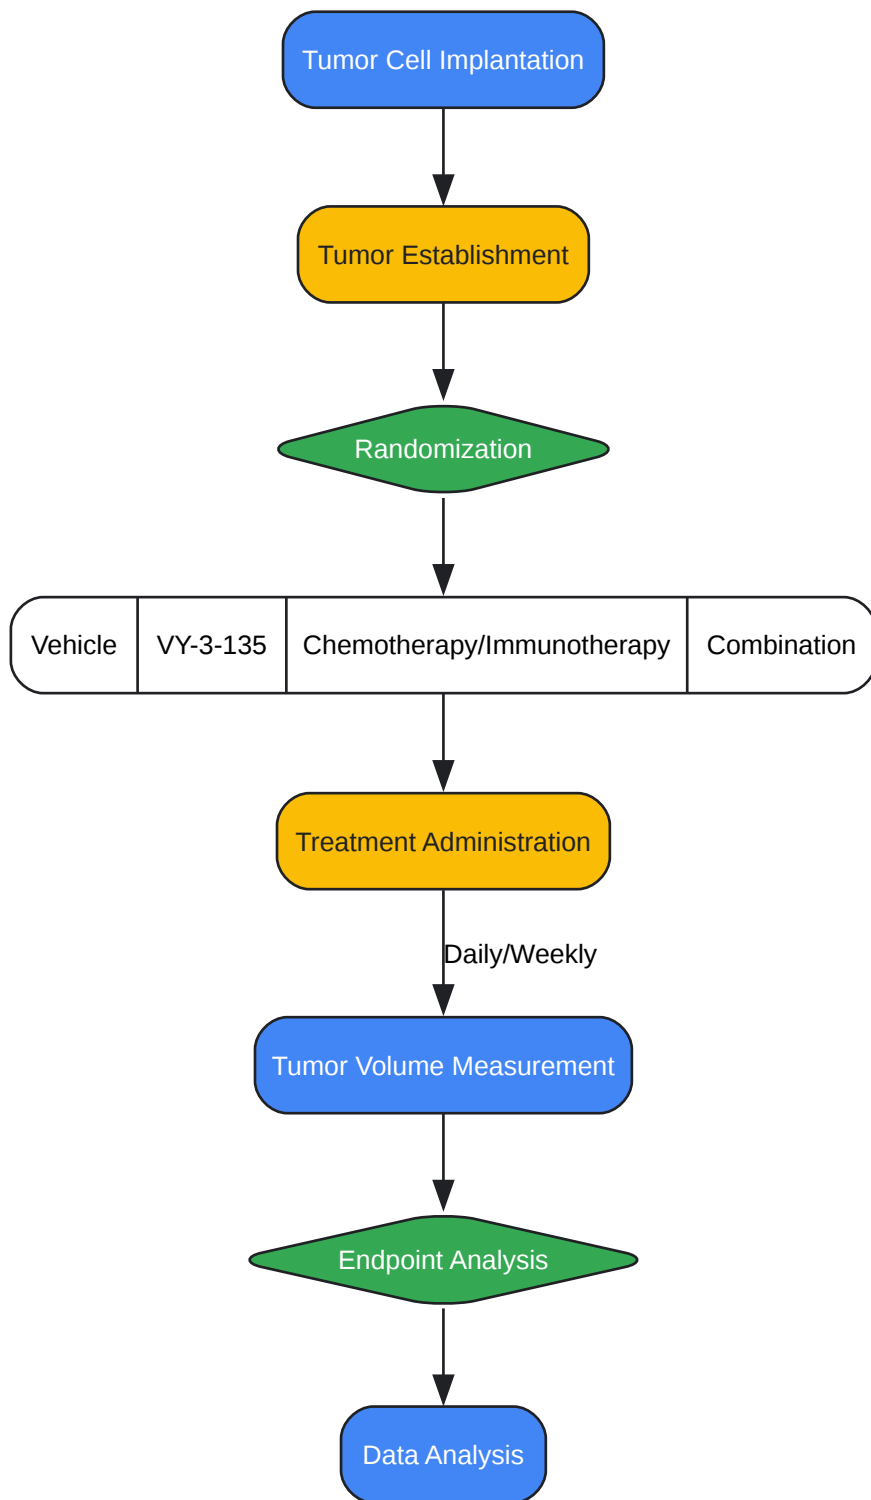 Tumor Cell Implantation
Tumor Establishment
Randomization
Vehicle
VY-3-135
Chemotherapy/Immunotherapy
Combination
Treatment Administration
Daily/Weekly
Tumor Volume Measurement
Endpoint Analysis
Data Analysis